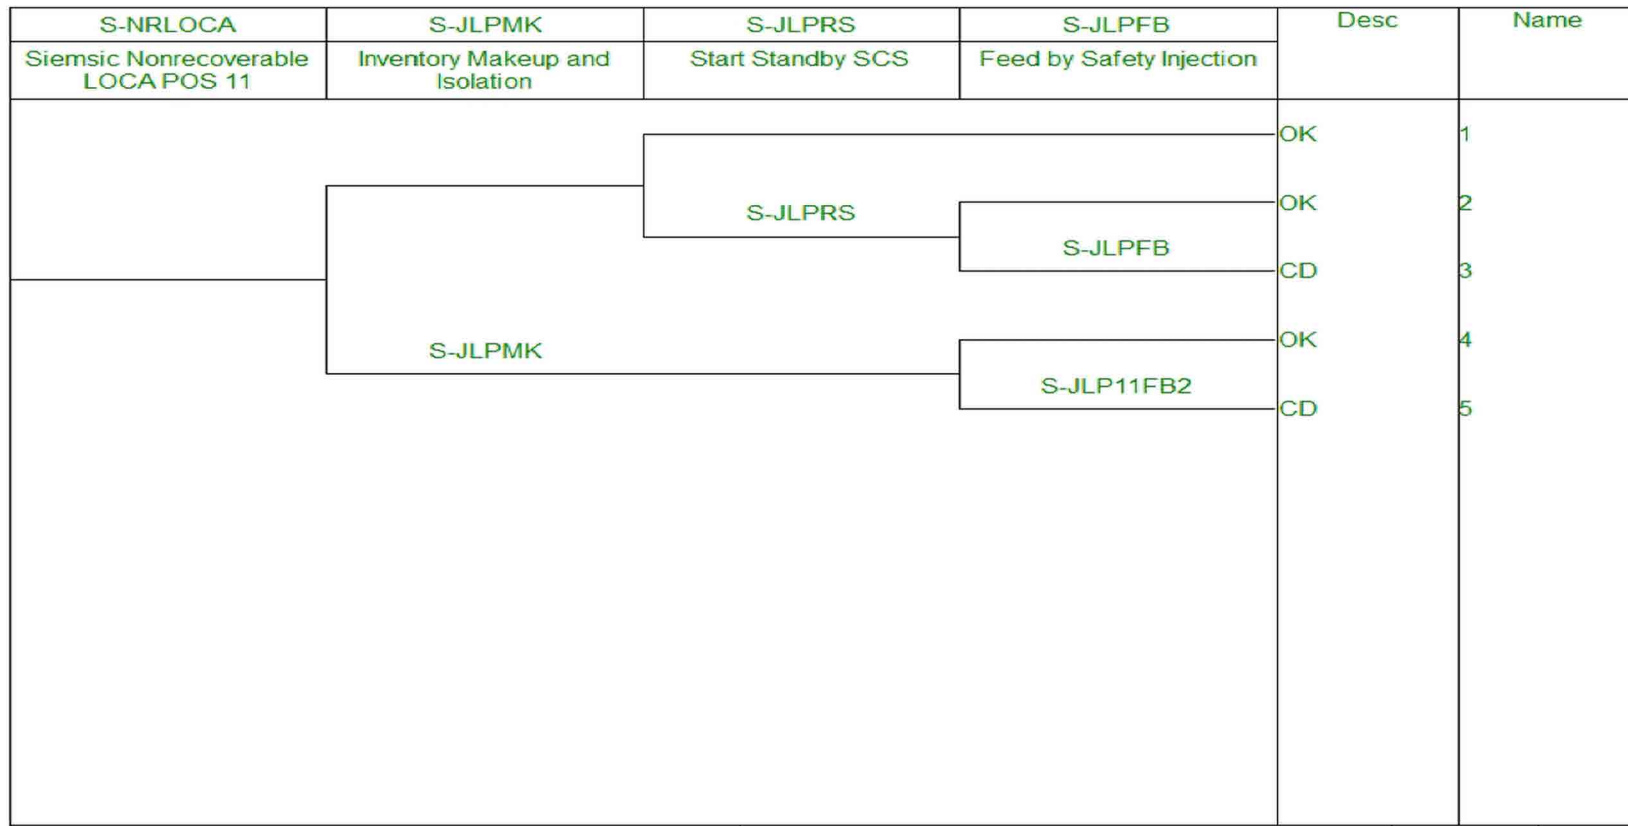 S-NRLOCA S-JLPMK S-JLPRS S-JLPFB Desc Name
Siemsic Nonrecoverable Inventory Makeup and Start Standby SCS Feed by Safety Injection
LOCA POS 11 Isolation
OK 1
S-JLPRS OK 2
S-JLPFB
CD 3
S-JLPMK OK 4
S-JLP11FB2
CD 5